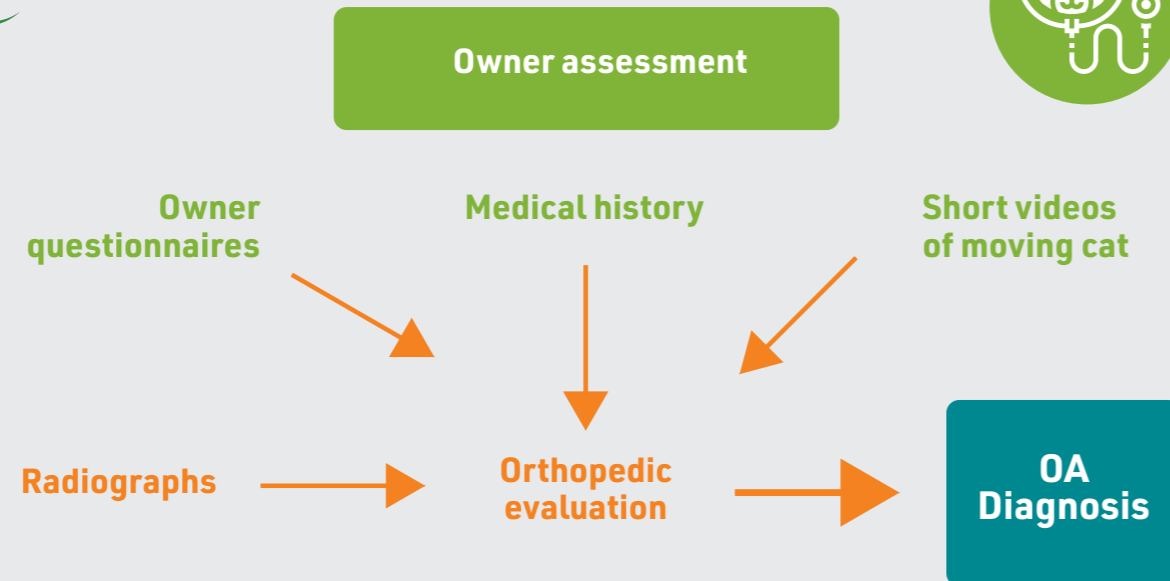 Owner assessment
Owner
questionnaires
Medical history
Short videos
of moving cat
Radiographs
Orthopedic
evaluation
OA
Diagnosis